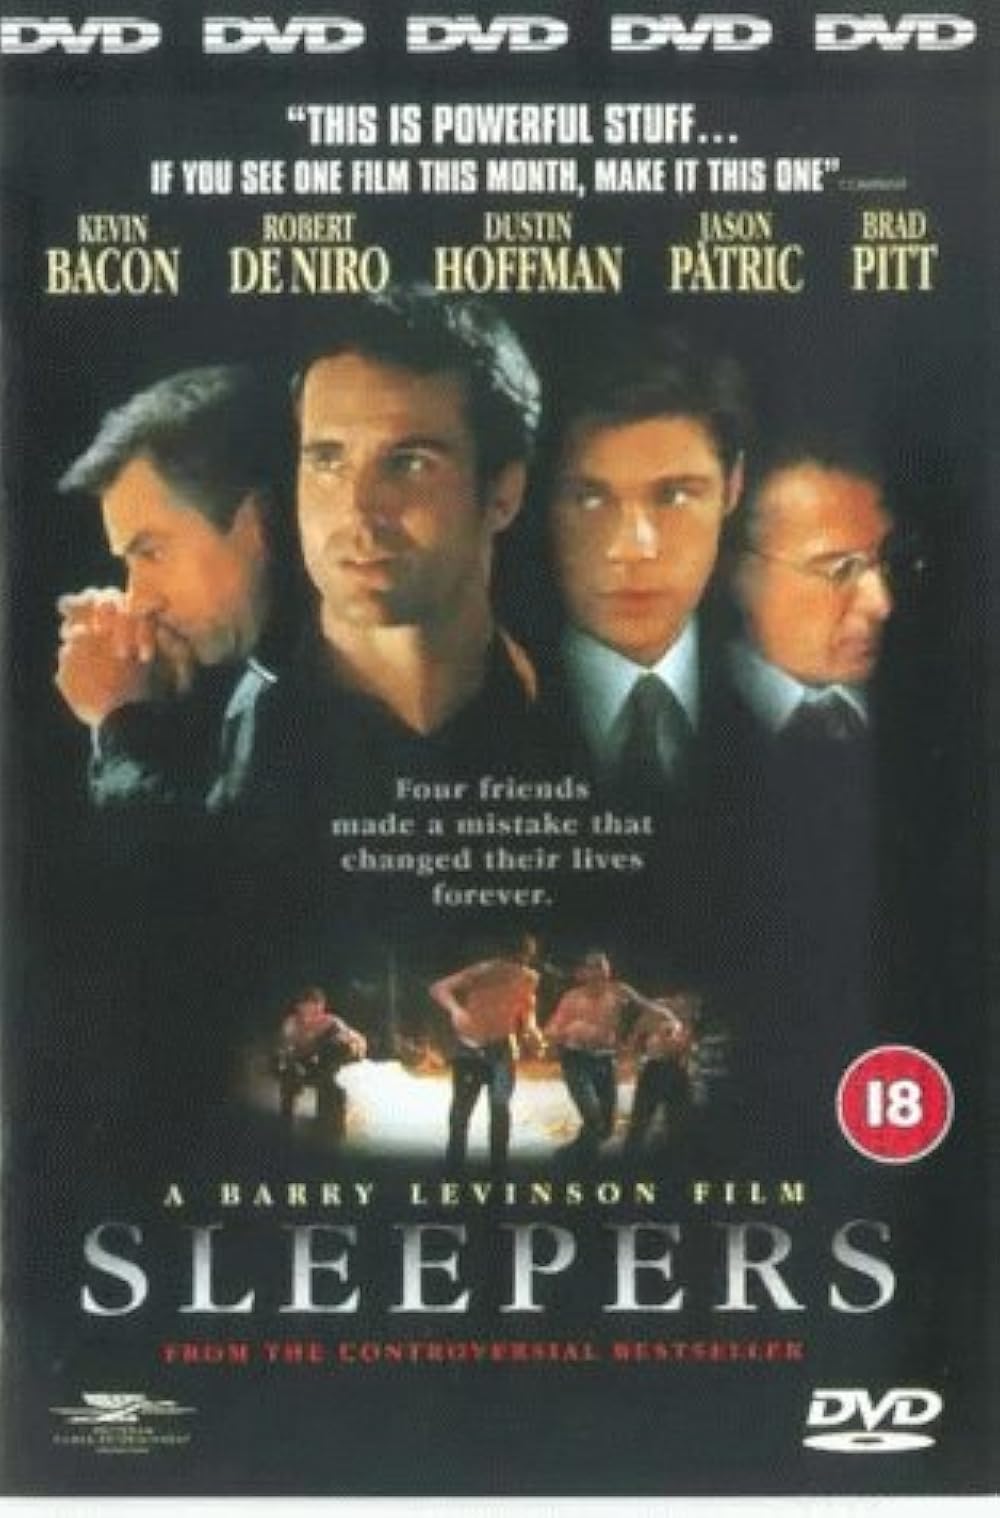 DVD DVD DVD DVD DVD
"THIS IS POWERFUL STUFF...
IF YOU SEE ONE FILM THIS MONTH, MAKE IT THIS ONE"
KEVIN BACON
ROBERT DE NIRO
DUSTIN HOFFMAN
JASON PATRIC
BRAD PITT
Four friends
made a mistake that
changed their lives
forever.
18
A BARRY LEVINSON FILM
SLEEPERS
FROM THE CONTROVERSIAL BESTSELLER
DVD